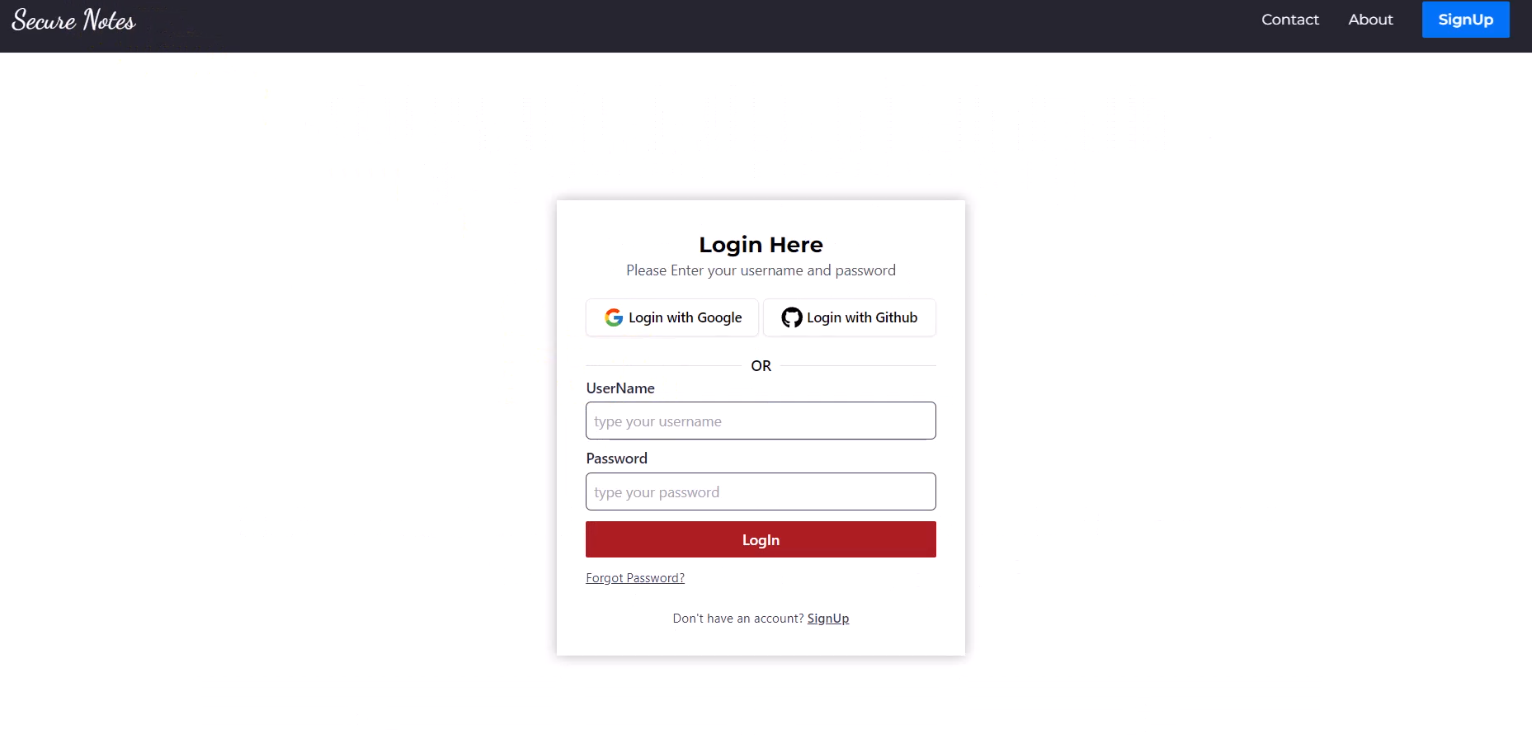 Secure Notes
Contact About SignUp
Login Here
Please Enter your username and password
Login with Google Login with Github
OR
UserName
type your username
Password
type your password
LogIn
Forgot Password?
Don't have an account? SignUp